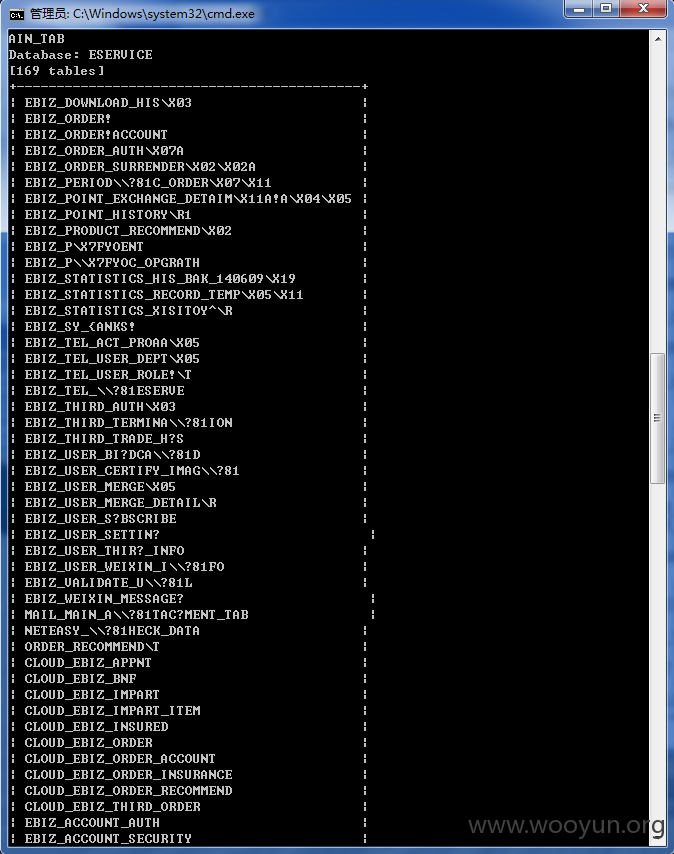 管理员: C:\Windows\system32\cmd.exe
AIN_TAB
Database: ESERVICE
[169 tables]
+-------------------------------------------+
¦ EBIZ_DOWNLOAD_HIS\X03 ¦
¦ EBIZ_ORDER! ¦
¦ EBIZ_ORDER!ACCOUNT ¦
¦ EBIZ_ORDER_AUTH\X07A ¦
¦ EBIZ_ORDER_SURRENDER\X02\X02A ¦
¦ EBIZ_PERIOD\\?81C_ORDER\X07\X11 ¦
¦ EBIZ_POINT_EXCHANGE_DETAIM\X11A!A\X04\X05 ¦
¦ EBIZ_POINT_HISTORY\R1 ¦
¦ EBIZ_PRODUCT_RECOMMEND\X02 ¦
¦ EBIZ_P\X7FYOENT ¦
¦ EBIZ_P\\X7FYOC_OPGRATH ¦
¦ EBIZ_STATISTICS_HIS_BAK_140609\X19 ¦
¦ EBIZ_STATISTICS_RECORD_TEMP\X05\X11 ¦
¦ EBIZ_STATISTICS_XISITOY^\R ¦
¦ EBIZ_SY_{ANKS! ¦
¦ EBIZ_TEL_ACT_PROAA\X05 ¦
¦ EBIZ_TEL_USER_DEPT\X05 ¦
¦ EBIZ_TEL_USER_ROLE!\T ¦
¦ EBIZ_TEL_\\?81ESERVE ¦
¦ EBIZ_THIRD_AUTH\X03 ¦
¦ EBIZ_THIRD_TERMINA\\?81ION ¦
¦ EBIZ_THIRD_TRADE_H?S ¦
¦ EBIZ_USER_BI?DCA\\?81D ¦
¦ EBIZ_USER_CERTIFY_IMAG\\?81 ¦
¦ EBIZ_USER_MERGE\X05 ¦
¦ EBIZ_USER_MERGE_DETAIL\R ¦
¦ EBIZ_USER_S?BSCRIBE ¦
¦ EBIZ_USER_SETTIN? ¦
¦ EBIZ_USER_THIR?_INFO ¦
¦ EBIZ_USER_WEIXIN_I\\?81FO ¦
¦ EBIZ_VALIDATE_U\\?81L ¦
¦ EBIZ_WEIXIN_MESSAGE? ¦
¦ MAIL_MAIN_A\\?81TAC?MENT_TAB ¦
¦ NETEASY_\\?81HECK_DATA ¦
¦ ORDER_RECOMMEND\T ¦
¦ CLOUD_EBIZ_APPNT ¦
¦ CLOUD_EBIZ_BNF ¦
¦ CLOUD_EBIZ_IMPART ¦
¦ CLOUD_EBIZ_IMPART_ITEM ¦
¦ CLOUD_EBIZ_INSURED ¦
¦ CLOUD_EBIZ_ORDER ¦
¦ CLOUD_EBIZ_ORDER_ACCOUNT ¦
¦ CLOUD_EBIZ_ORDER_INSURANCE ¦
¦ CLOUD_EBIZ_ORDER_RECOMMEND ¦
¦ CLOUD_EBIZ_THIRD_ORDER ¦
¦ EBIZ_ACCOUNT_AUTH ¦
¦ EBIZ_ACCOUNT_SECURITY ¦
www.wooyun.org